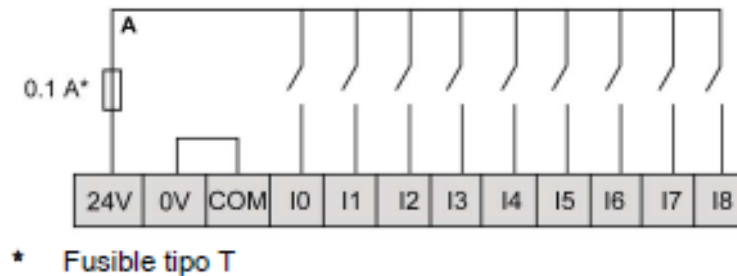 A
0.1 A*
24V 0V COM I0 I1 I2 I3 I4 I5 I6 I7 I8
* Fusible tipo T